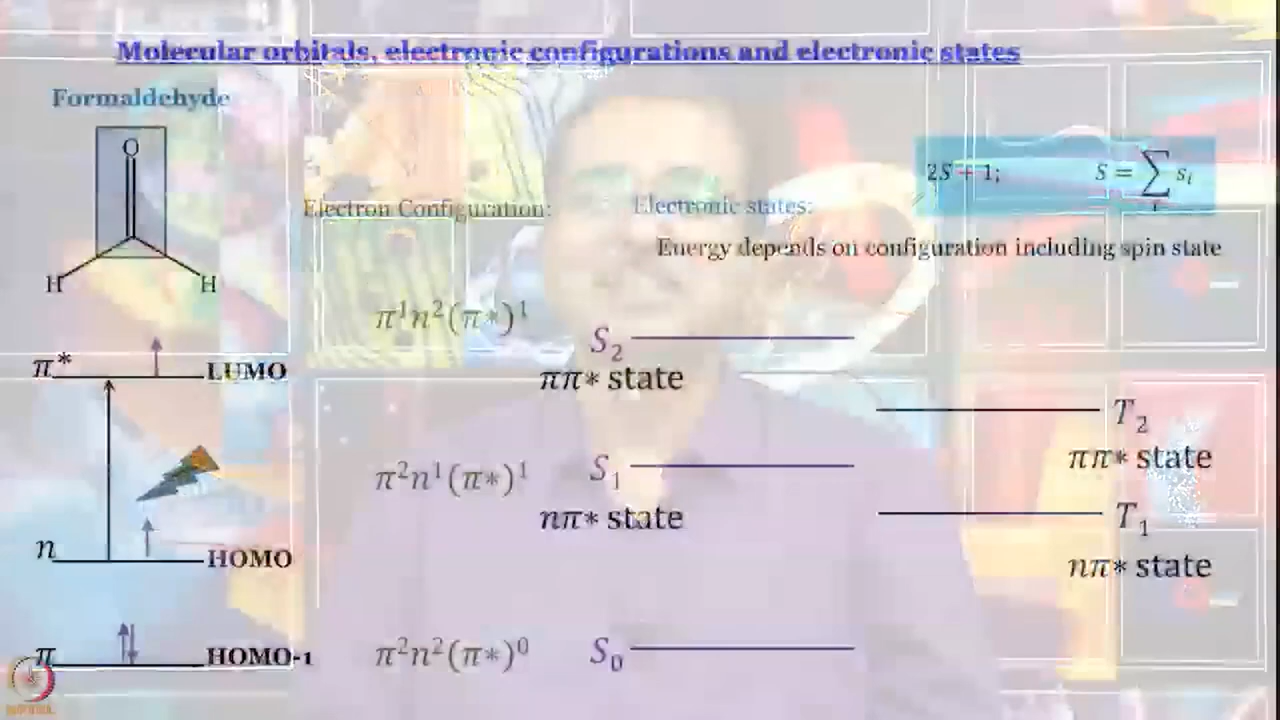 Molecular orbitals, electronic configurations and electronic states
Formaldehyde
O
H
H
2S + 1; S = ∑ sᵢ
i
Electron Configuration:
Electronic states:
Energy depends on configuration including spin state
π¹n²(π*)¹
S₂
ππ* state
π*
LUMO
T₂
ππ* state
π²n¹(π*)¹
S₁
nπ* state
T₁
nπ* state
n
HOMO
π
HOMO-1
π²n²(π*)⁰
S₀